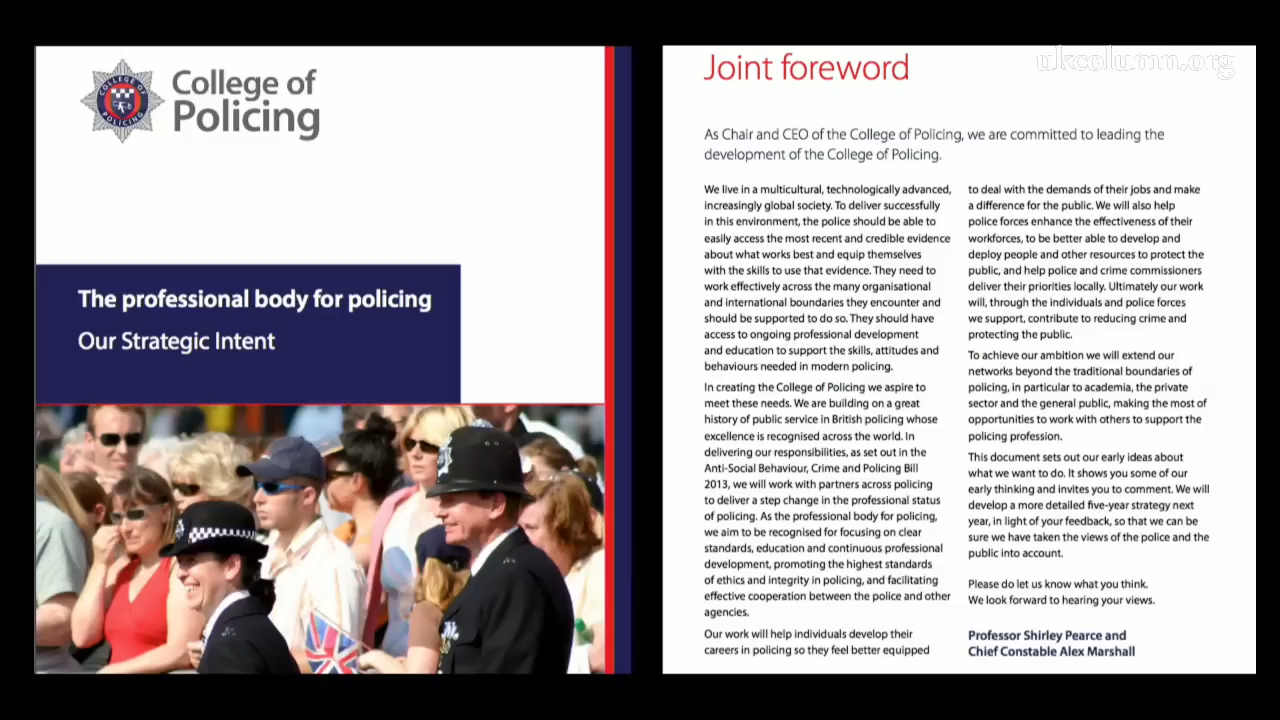 COLLEGE OF
POLICING
College of
Policing
The professional body for policing
Our Strategic Intent
ukcolumn.org
Joint foreword
As Chair and CEO of the College of Policing, we are committed to leading the
development of the College of Policing.
We live in a multicultural, technologically advanced,
increasingly global society. To deliver successfully
in this environment, the police should be able to
easily access the most recent and credible evidence
about what works best and equip themselves
with the skills to use that evidence. They need to
work effectively across the many organisational
and international boundaries they encounter and
should be supported to do so. They should have
access to ongoing professional development
and education to support the skills, attitudes and
behaviours needed in modern policing.
In creating the College of Policing we aspire to
meet these needs. We are building on a great
history of public service in British policing whose
excellence is recognised across the world. In
delivering our responsibilities, as set out in the
Anti-Social Behaviour, Crime and Policing Bill
2013, we will work with partners across policing
to deliver a step change in the professional status
of policing. As the professional body for policing,
we aim to be recognised for focusing on clear
standards, education and continuous professional
development, promoting the highest standards
of ethics and integrity in policing, and facilitating
effective cooperation between the police and other
agencies.
Our work will help individuals develop their
careers in policing so they feel better equipped
to deal with the demands of their jobs and make
a difference for the public. We will also help
police forces enhance the effectiveness of their
workforces, to be better able to develop and
deploy people and other resources to protect the
public, and help police and crime commissioners
deliver their priorities locally. Ultimately our work
will, through the individuals and police forces
we support, contribute to reducing crime and
protecting the public.
To achieve our ambition we will extend our
networks beyond the traditional boundaries of
policing, in particular to academia, the private
sector and the general public, making the most of
opportunities to work with others to support the
policing profession.
This document sets out our early ideas about
what we want to do. It shows you some of our
early thinking and invites you to comment. We will
develop a more detailed five-year strategy next
year, in light of your feedback, so that we can be
sure we have taken the views of the police and the
public into account.
Please do let us know what you think.
We look forward to hearing your views.
Professor Shirley Pearce and
Chief Constable Alex Marshall